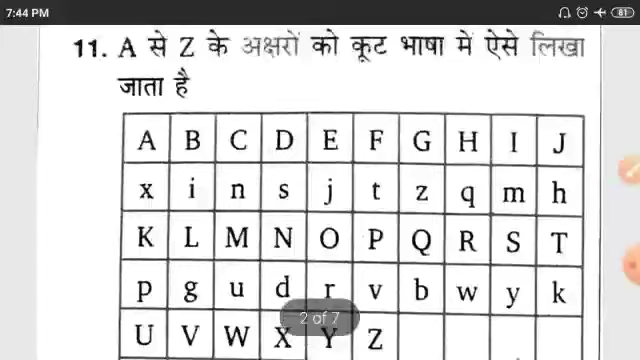 7:44 PM 81
11. A से Z के अक्षरों को कूट भाषा में ऐसे लिखा
जाता है
A B C D E F G H I J
x i n s j t z q m h
K L M N O P Q R S T
p g u d r v b w y k
2 of 7
U V W X Y Z